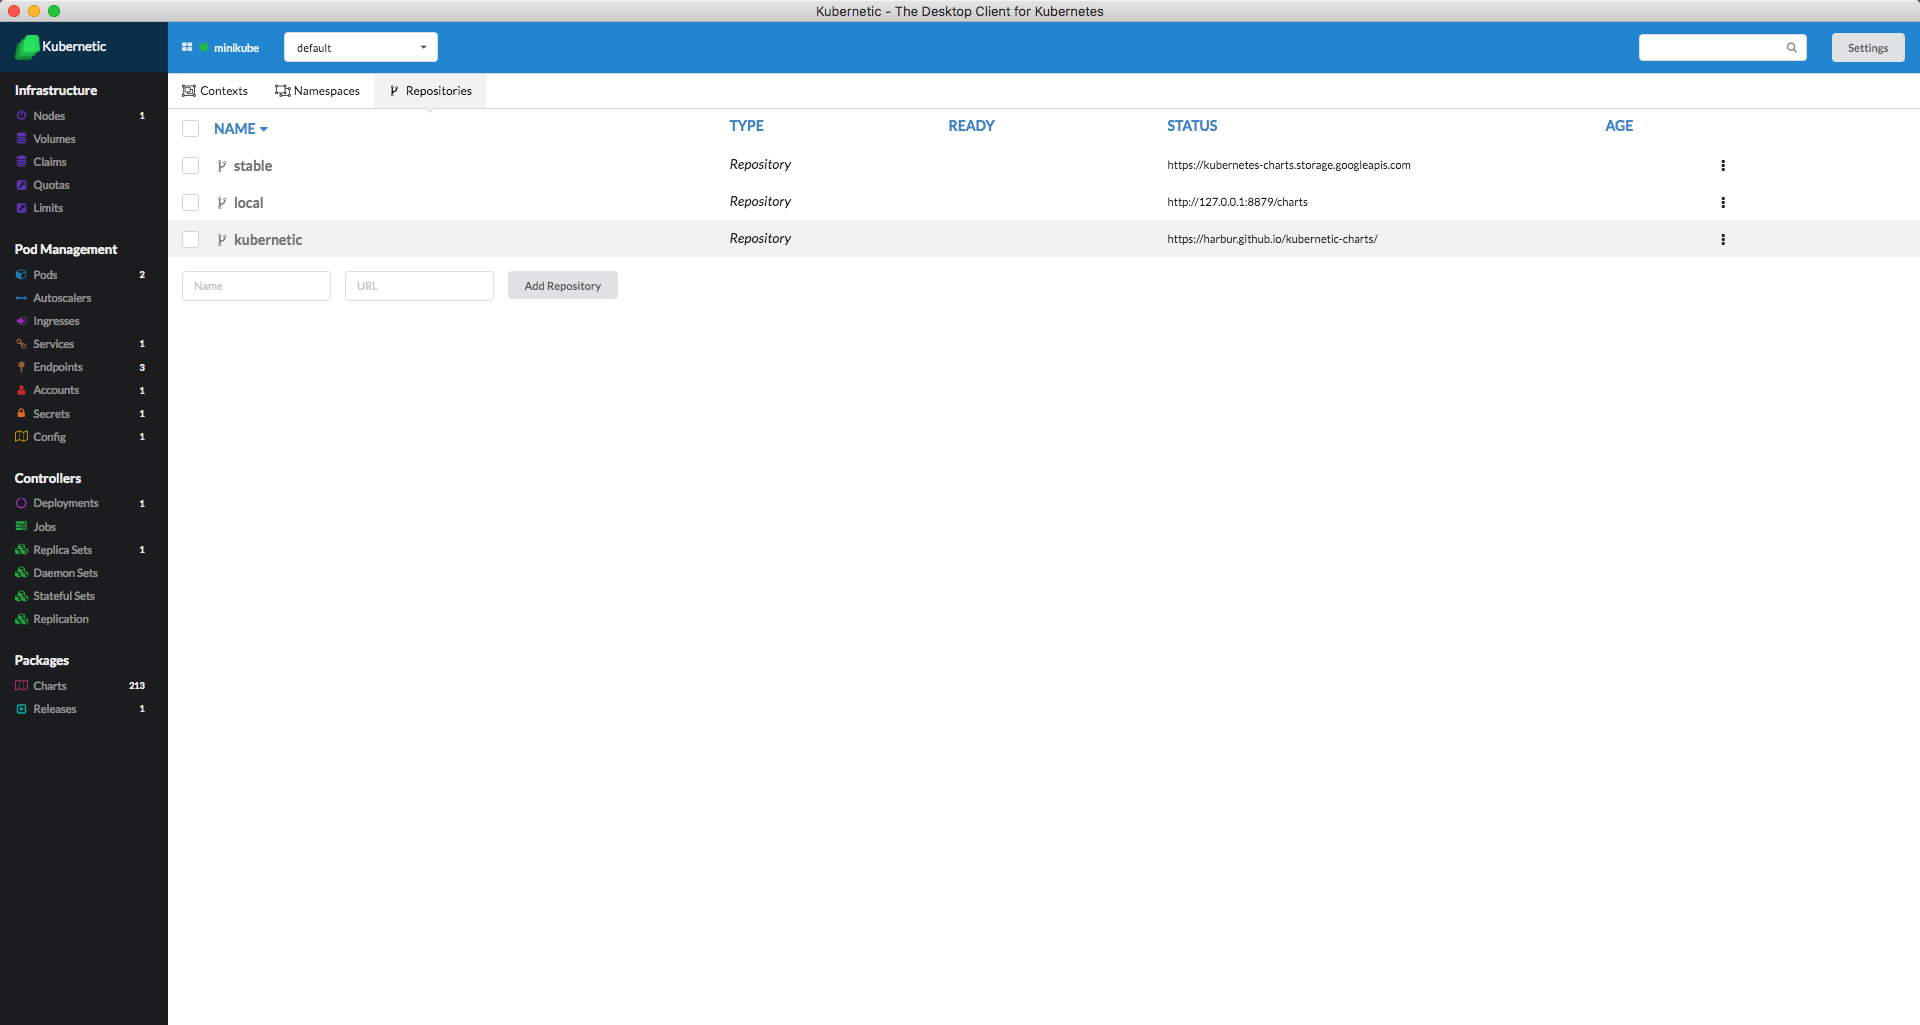 Kubernetic - The Desktop Client for Kubernetes
Kubernetic
minikube
default
Settings
Infrastructure
Nodes 1
Volumes
Claims
Quotas
Limits
Pod Management
Pods 2
Autoscalers
Ingresses
Services 1
Endpoints 3
Accounts 1
Secrets 1
Config 1
Controllers
Deployments 1
Jobs
Replica Sets 1
Daemon Sets
Stateful Sets
Replication
Packages
Charts 213
Releases 1
Contexts Namespaces Repositories
NAME TYPE READY STATUS AGE
stable Repository https://kubernetes-charts.storage.googleapis.com
local Repository http://127.0.0.1:8879/charts
kubernetic Repository https://harbur.github.io/kubernetic-charts/
Name URL Add Repository